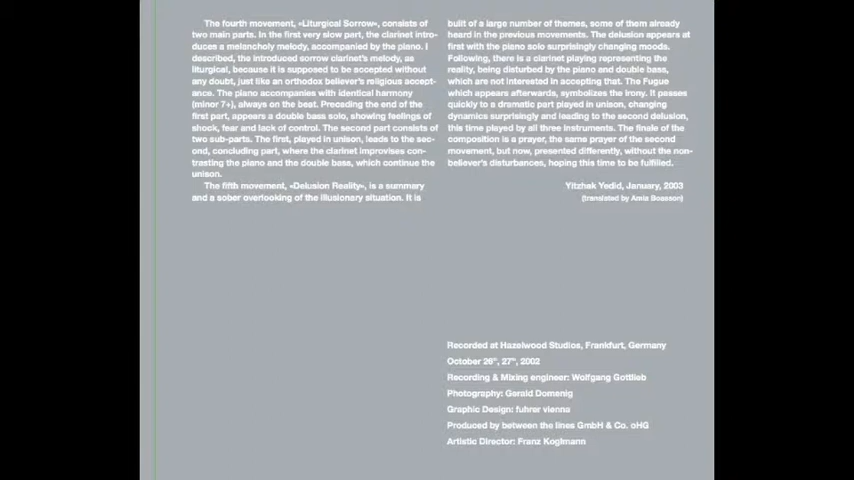 The fourth movement, «Liturgical Sorrow», consists of
two main parts. In the first very slow part, the clarinet intro-
duces a melancholy melody, accompanied by the piano. I
described, the introduced sorrow clarinet's melody, as
liturgical, because it is supposed to be accepted without
any doubt, just like an orthodox believer's religious accept-
ance. The piano accompanies with identical harmony
(minor 7+), always on the beat. Preceding the end of the
first part, appears a double bass solo, showing feelings of
shock, fear and lack of control. The second part consists of
two sub-parts. The first, played in unison, leads to the sec-
ond, concluding part, where the clarinet improvises con-
trasting the piano and the double bass, which continue the
unison.
The fifth movement, «Delusion Reality», is a summary
and a sober overlooking of the illusionary situation. It is
built of a large number of themes, some of them already
heard in the previous movements. The delusion appears at
first with the piano solo surprisingly changing moods.
Following, there is a clarinet playing representing the
reality, being disturbed by the piano and double bass,
which are not interested in accepting that. The Fugue
which appears afterwards, symbolizes the irony. It passes
quickly to a dramatic part played in unison, changing
dynamics surprisingly and leading to the second delusion,
this time played by all three instruments. The finale of the
composition is a prayer, the same prayer of the second
movement, but now, presented differently, without the non-
believer's disturbances, hoping this time to be fulfilled.
Yitzhak Yedid, January, 2003
(translated by Amia Boasson)
Recorded at Hazelwood Studios, Frankfurt, Germany
October 26th, 27th, 2002
Recording & Mixing engineer: Wolfgang Gottlieb
Photography: Gerald Domenig
Graphic Design: fuhrer vienna
Produced by between the lines GmbH & Co. oHG
Artistic Director: Franz Koglmann